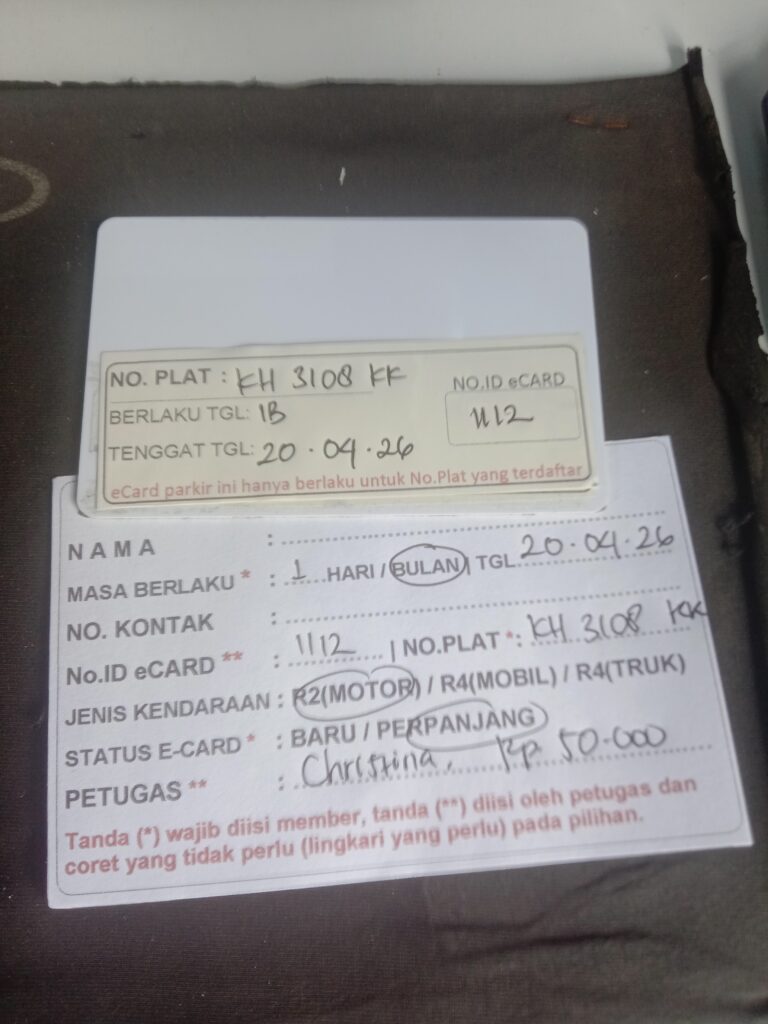 NO. PLAT : KH 3108 KK
NO.ID eCARD
BERLAKU TGL: 1B
1112
TENGGAT TGL: 20.04.26
eCard parkir ini hanya berlaku untuk No.Plat yang terdaftar
NAMA :
MASA BERLAKU * : 1 HARI / BULAN | TGL 20.04.26
NO. KONTAK :
No.ID eCARD ** : 1112 | NO.PLAT *: KH 3108 KK
JENIS KENDARAAN : R2(MOTOR) / R4(MOBIL) / R4(TRUK)
STATUS E-CARD * : BARU / PERPANJANG
PETUGAS ** : Christina, Rp. 50.000
Tanda (*) wajib diisi member, tanda (**) diisi oleh petugas dan
coret yang tidak perlu (lingkari yang perlu) pada pilihan.